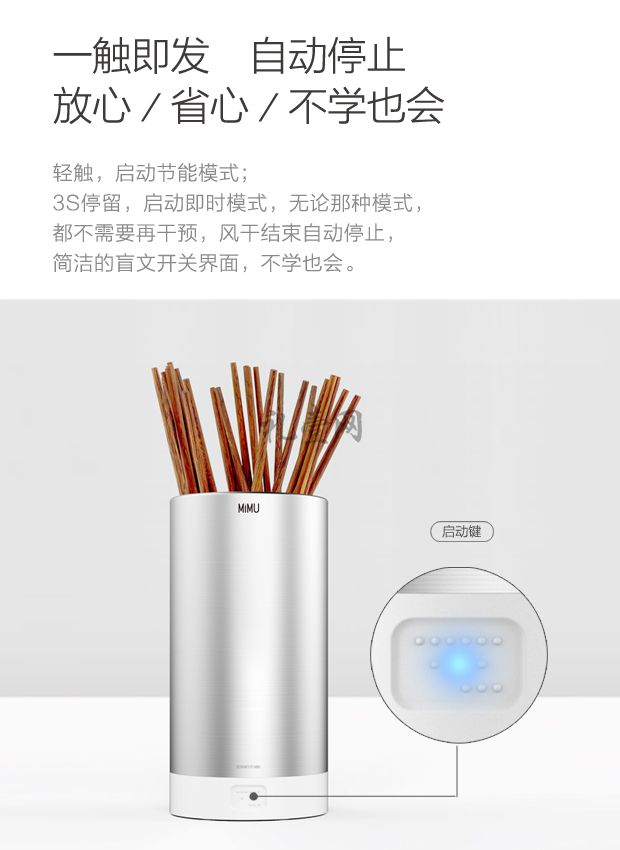 一触即发 自动停止
放心 / 省心 / 不学也会
轻触，启动节能模式；
3S停留，启动即时模式，无论那种模式，
都不需要再干预，风干结束自动停止，
简洁的盲文开关界面，不学也会。
礼壹网
MiMU
启动键